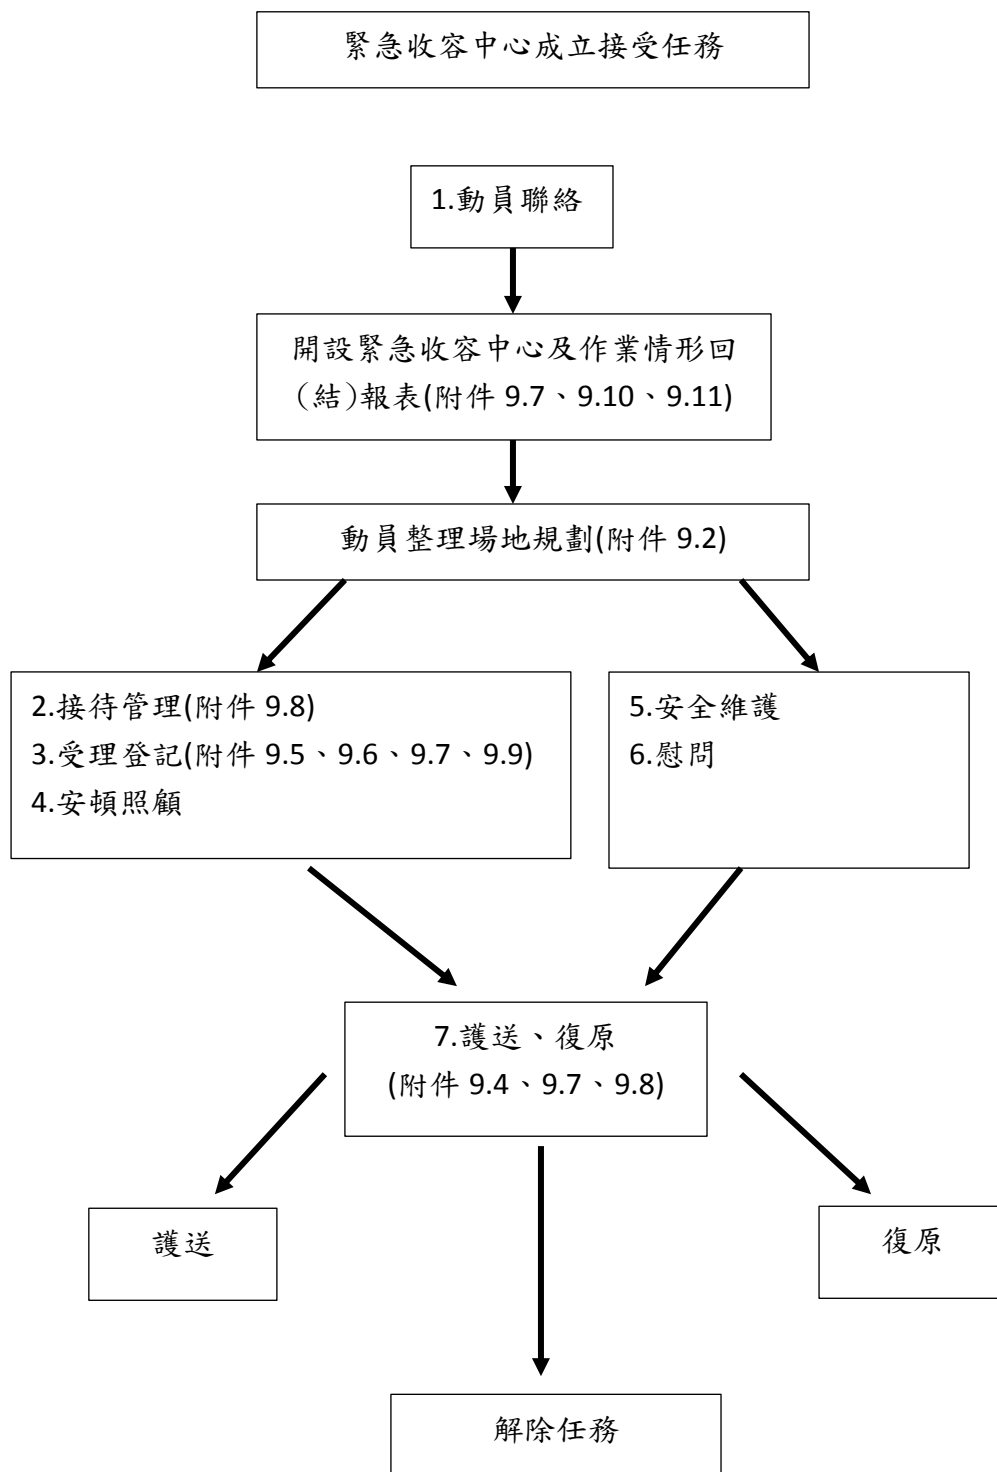 緊急收容中心成立接受任務
1.動員聯絡
開設緊急收容中心及作業情形回
(結)報表(附件 9.7、9.10、9.11)
動員整理場地規劃(附件 9.2)
2.接待管理(附件 9.8)
3.受理登記(附件 9.5、9.6、9.7、9.9)
4.安頓照顧
5.安全維護
6.慰問
7.護送、復原
(附件 9.4、9.7、9.8)
護送
復原
解除任務